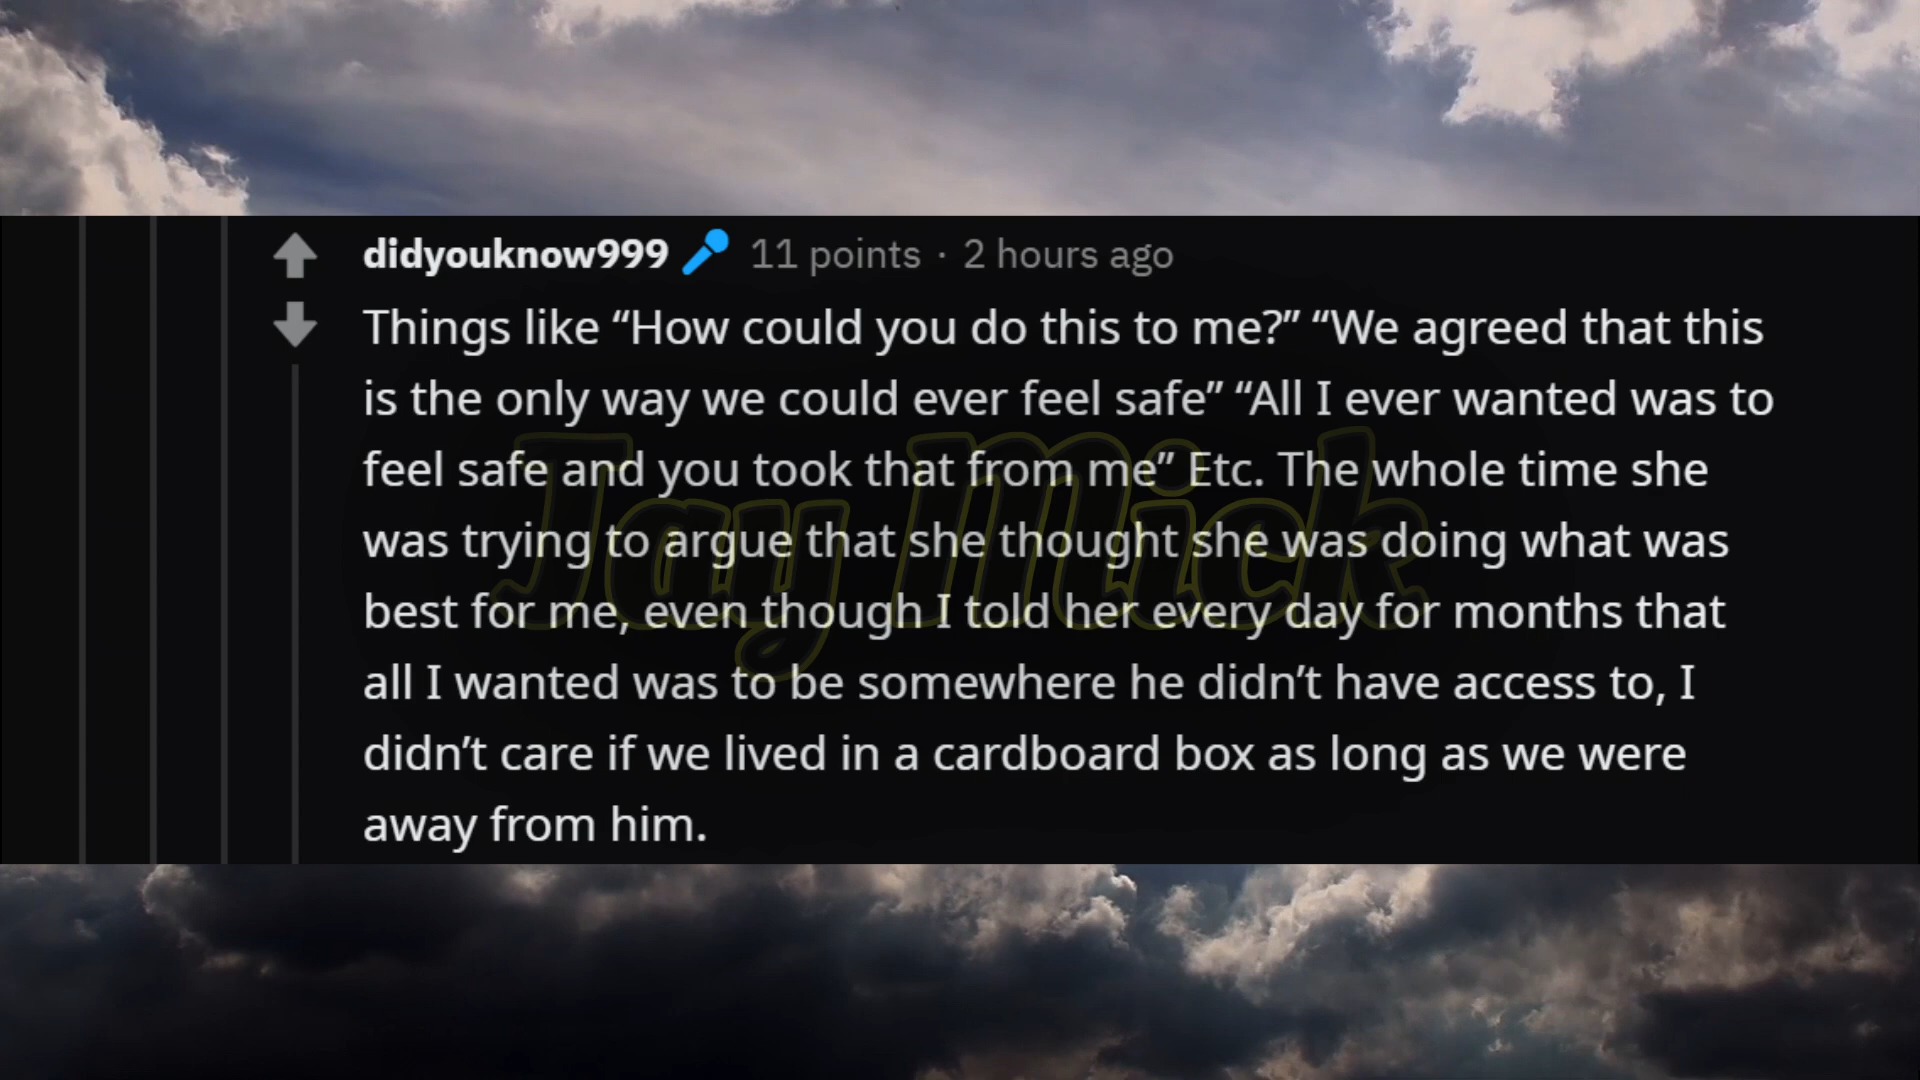 didyouknow999 11 points · 2 hours ago
Things like “How could you do this to me?” “We agreed that this
is the only way we could ever feel safe” “All I ever wanted was to
feel safe and you took that from me” Etc. The whole time she
was trying to argue that she thought she was doing what was
best for me, even though I told her every day for months that
all I wanted was to be somewhere he didn’t have access to, I
didn’t care if we lived in a cardboard box as long as we were
away from him.
Jay Mick